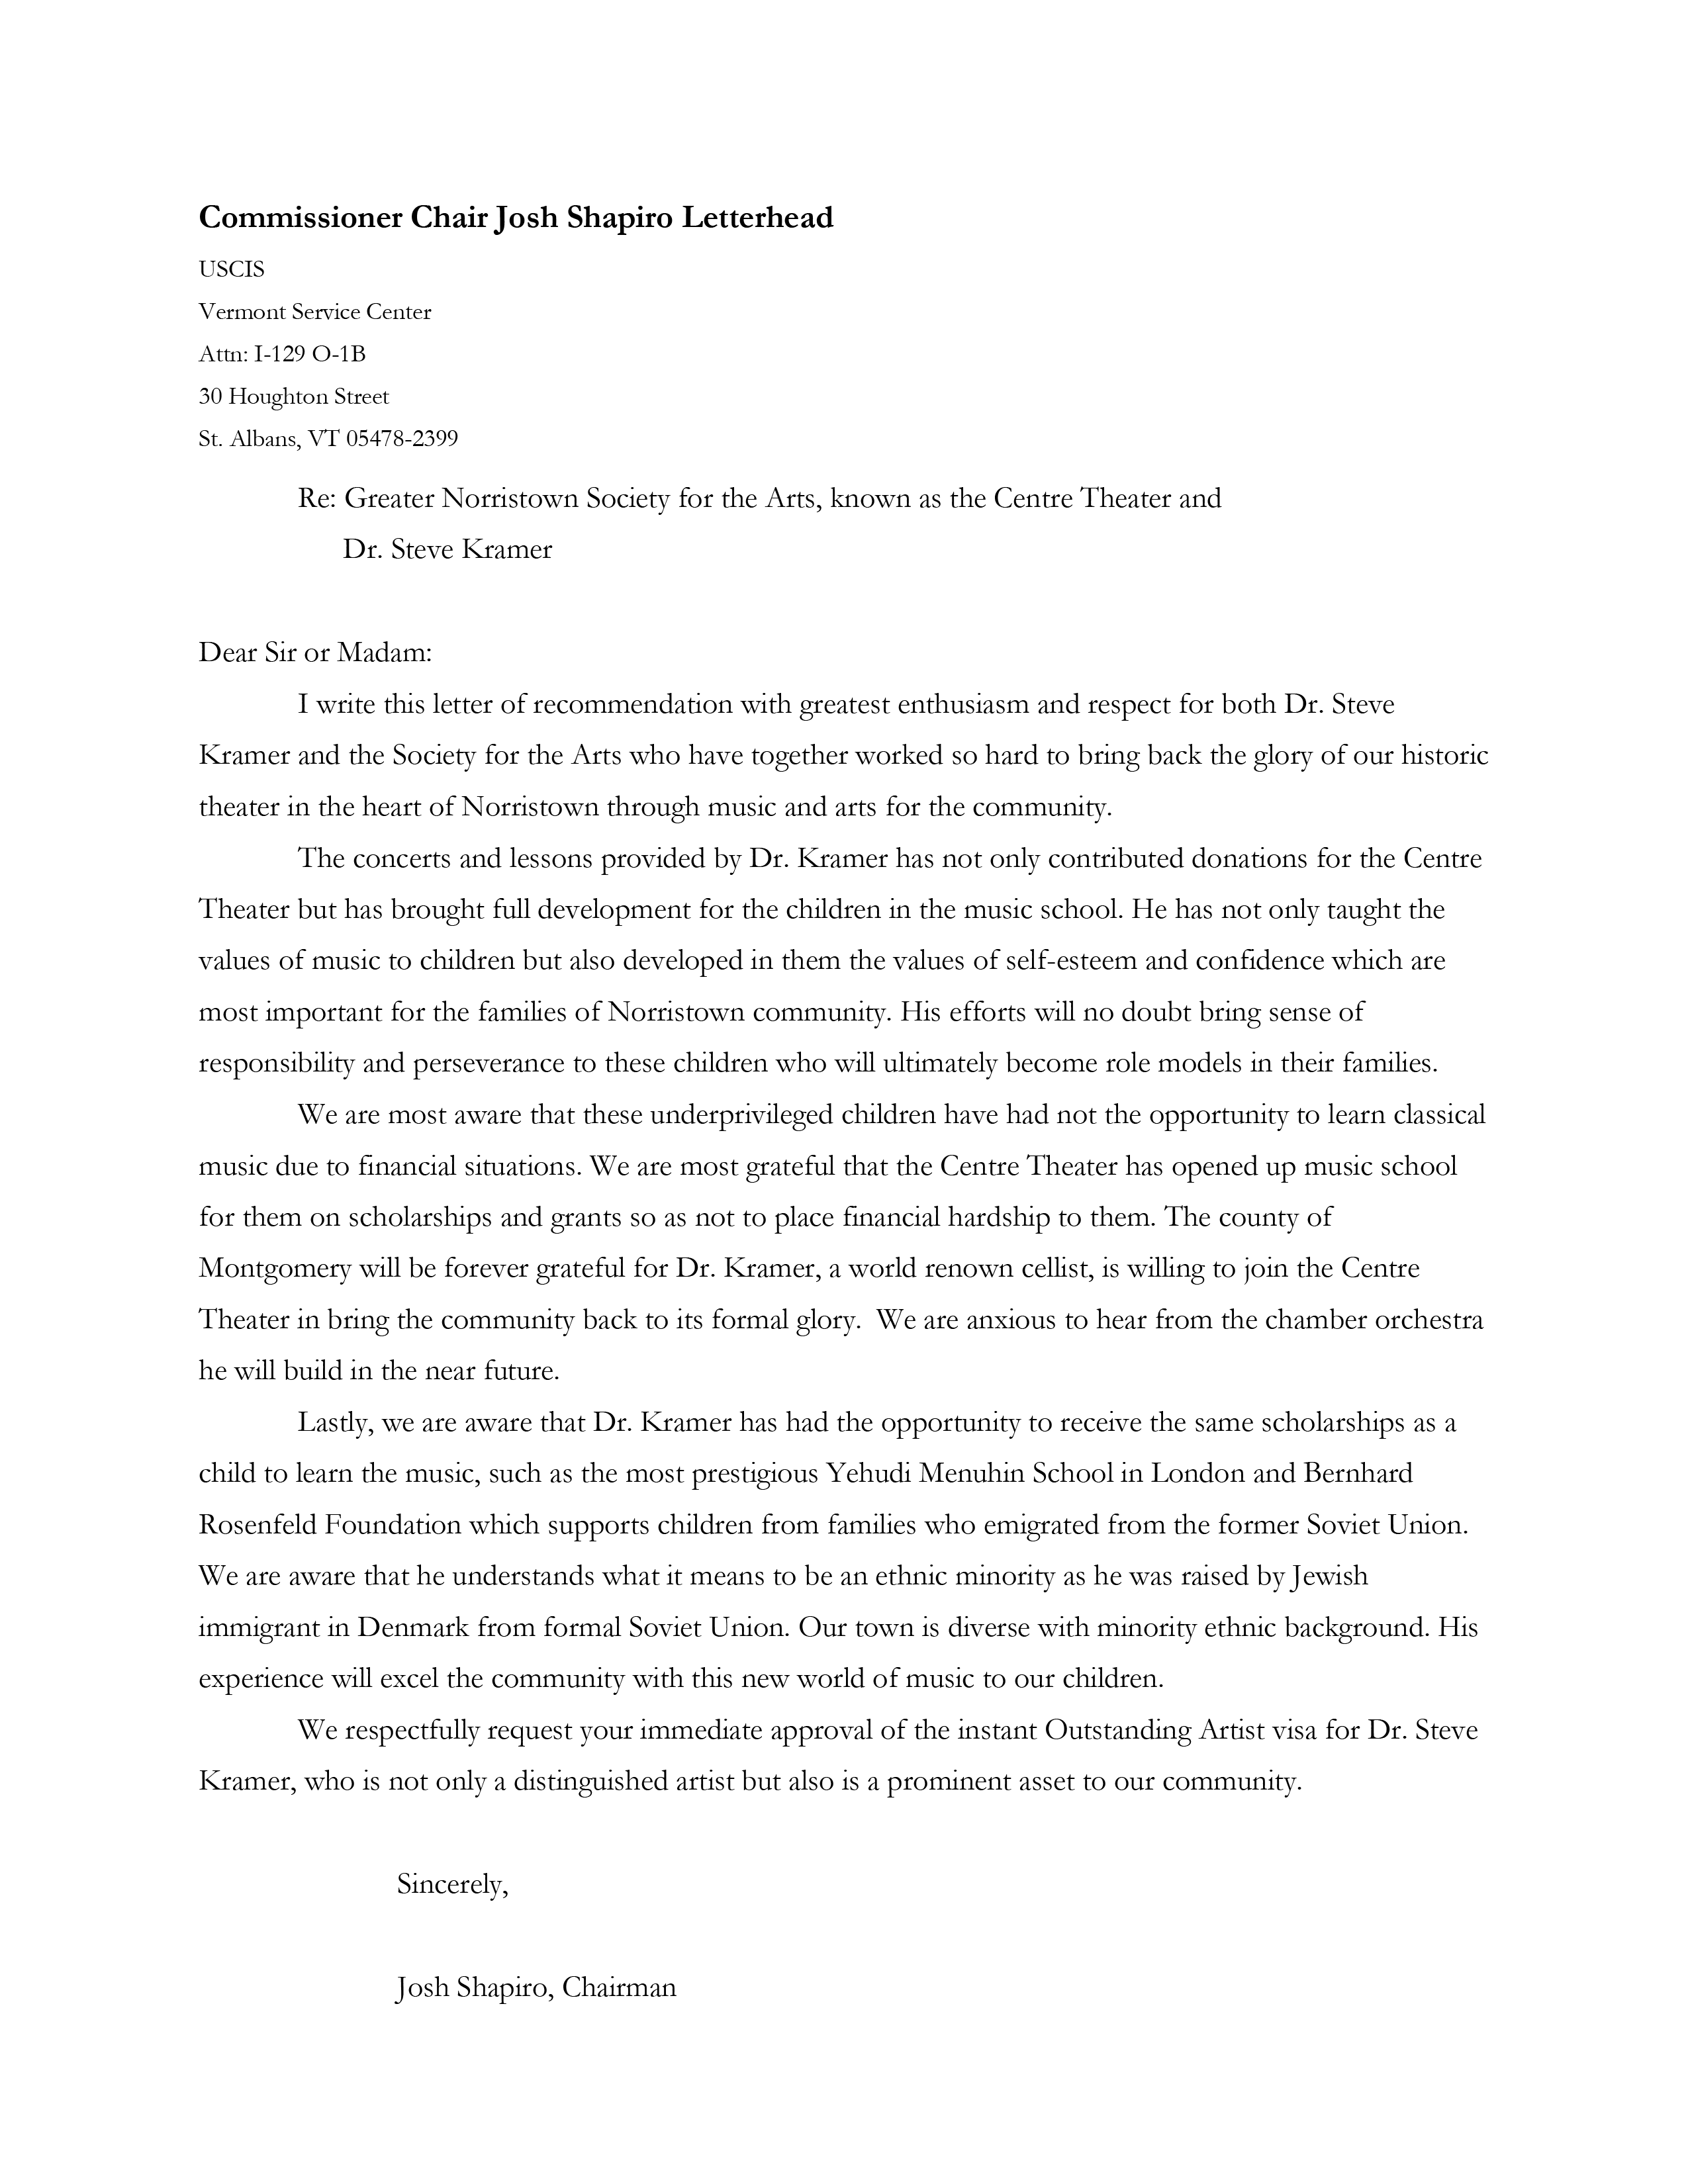 Commissioner Chair Josh Shapiro Letterhead
USCIS
Vermont Service Center
Attn: I-129 O-1B
30 Houghton Street
St. Albans, VT 05478-2399
Re: Greater Norristown Society for the Arts, known as the Centre Theater and
Dr. Steve Kramer
Dear Sir or Madam:
I write this letter of recommendation with greatest enthusiasm and respect for both Dr. Steve
Kramer and the Society for the Arts who have together worked so hard to bring back the glory of our historic
theater in the heart of Norristown through music and arts for the community.
The concerts and lessons provided by Dr. Kramer has not only contributed donations for the Centre
Theater but has brought full development for the children in the music school. He has not only taught the
values of music to children but also developed in them the values of self-esteem and confidence which are
most important for the families of Norristown community. His efforts will no doubt bring sense of
responsibility and perseverance to these children who will ultimately become role models in their families.
We are most aware that these underprivileged children have had not the opportunity to learn classical
music due to financial situations. We are most grateful that the Centre Theater has opened up music school
for them on scholarships and grants so as not to place financial hardship to them. The county of
Montgomery will be forever grateful for Dr. Kramer, a world renown cellist, is willing to join the Centre
Theater in bring the community back to its formal glory.  We are anxious to hear from the chamber orchestra
he will build in the near future.
Lastly, we are aware that Dr. Kramer has had the opportunity to receive the same scholarships as a
child to learn the music, such as the most prestigious Yehudi Menuhin School in London and Bernhard
Rosenfeld Foundation which supports children from families who emigrated from the former Soviet Union.
We are aware that he understands what it means to be an ethnic minority as he was raised by Jewish
immigrant in Denmark from formal Soviet Union. Our town is diverse with minority ethnic background. His
experience will excel the community with this new world of music to our children.
We respectfully request your immediate approval of the instant Outstanding Artist visa for Dr. Steve
Kramer, who is not only a distinguished artist but also is a prominent asset to our community.
Sincerely,
Josh Shapiro, Chairman